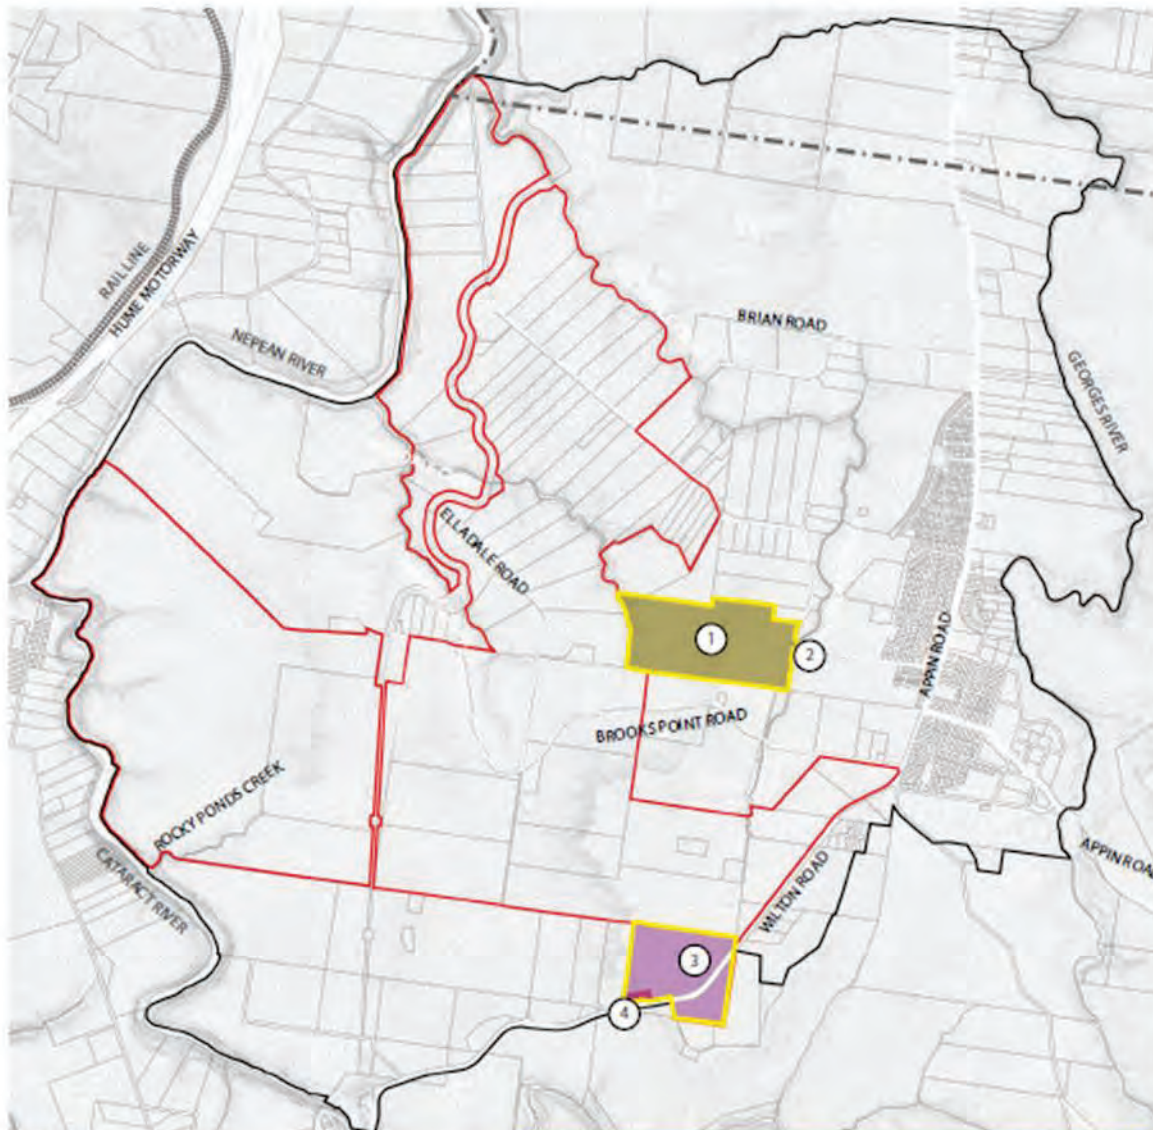 RAIL LINE
HUME MOTORWAY
NEPEAN RIVER
BRIAN ROAD
GEORGES RIVER
ELLADALE ROAD
APPIN ROAD
1
2
BROOKS POINT ROAD
ROCKY PONDS CREEK
CATARACT RIVER
WILTON ROAD
APPIN ROA
3
4